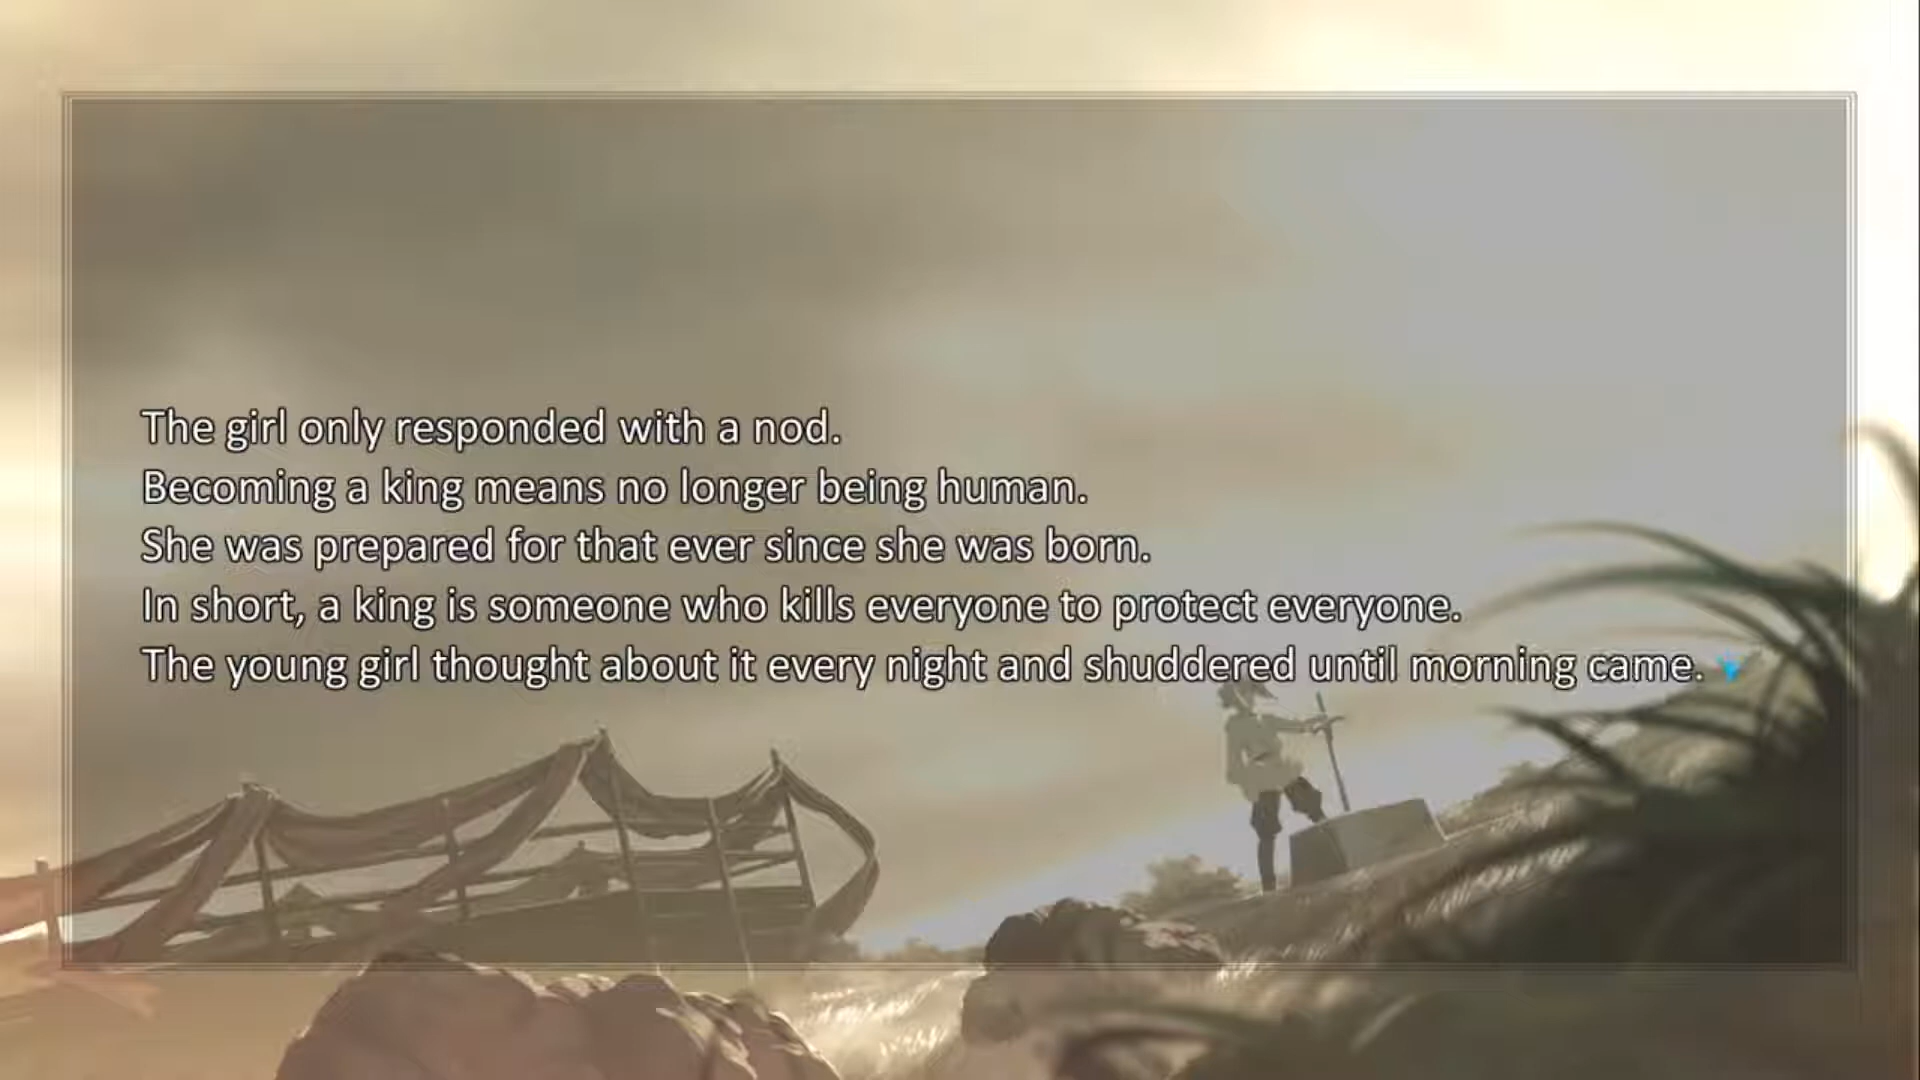 The girl only responded with a nod.
Becoming a king means no longer being human.
She was prepared for that ever since she was born.
In short, a king is someone who kills everyone to protect everyone.
The young girl thought about it every night and shuddered until morning came.